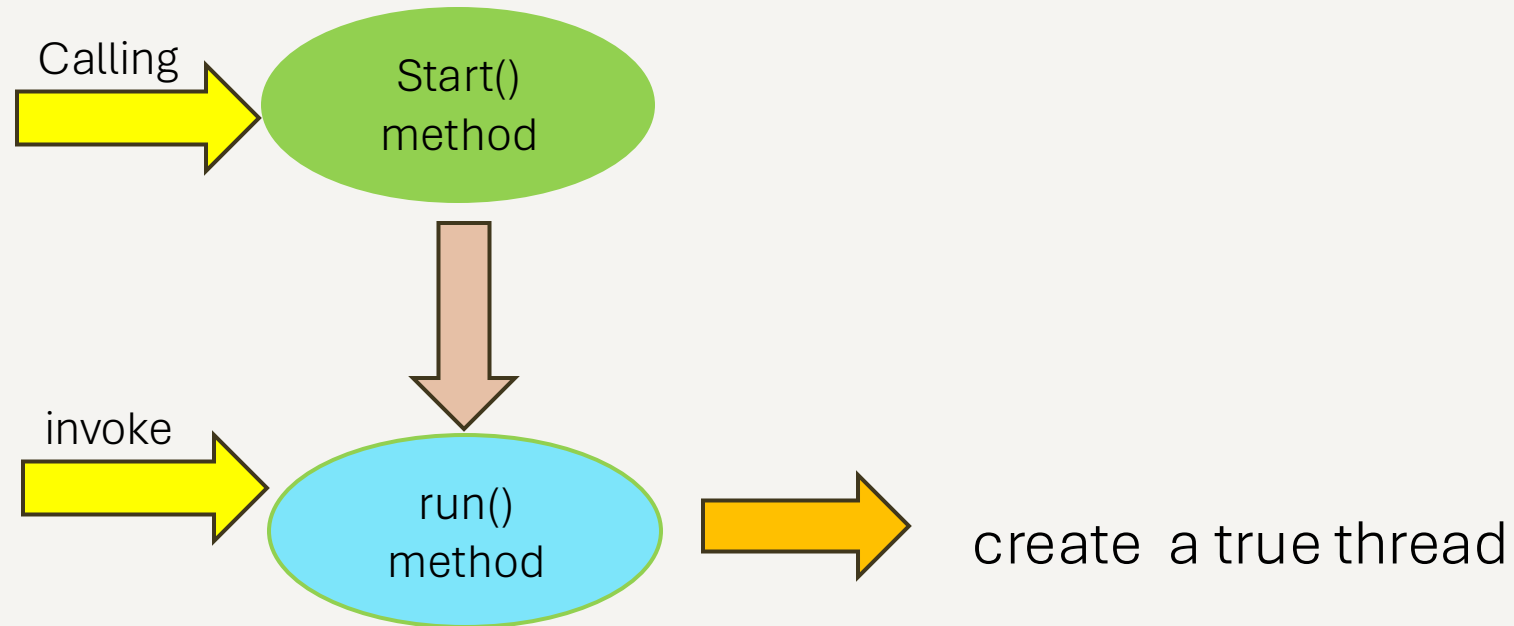 Calling
Start()
method
invoke
run()
method
create a true thread